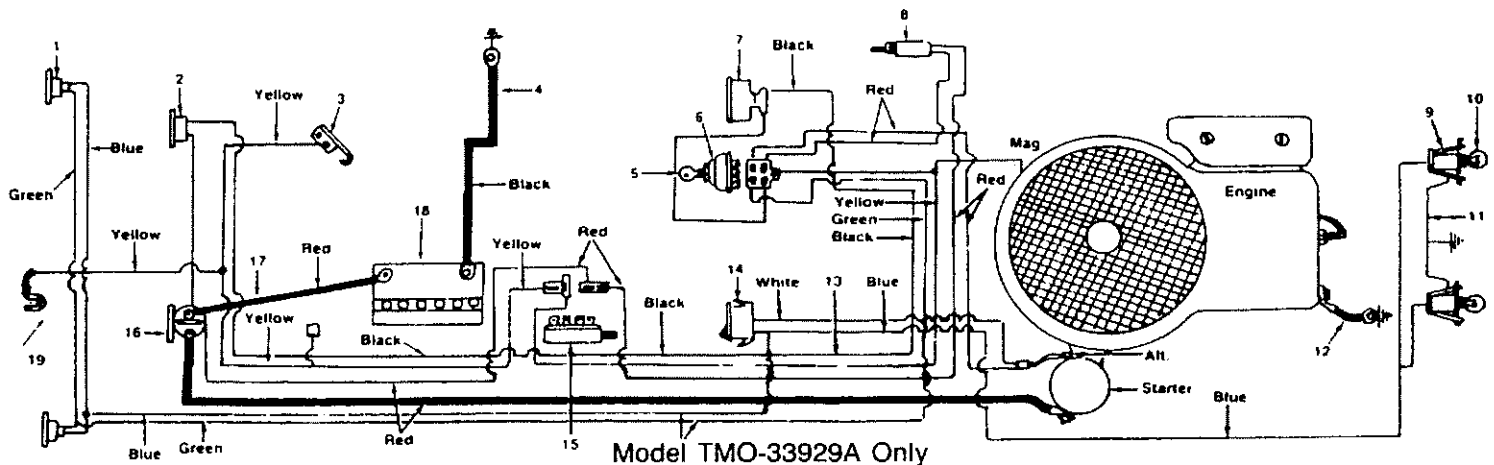 1
2
Yellow
3
4
7
Black
8
Red
6
5
Mag
9
10
Blue
Green
Black
Engine
Yellow
Green
Black
Red
11
Yellow
17
Red
18
Yellow
Red
14
White
13
Blue
Black
16
19
Yellow
Black
Black
15
Alt.
12
Starter
Blue
Red
Blue
Green
Model TMO-33929A Only